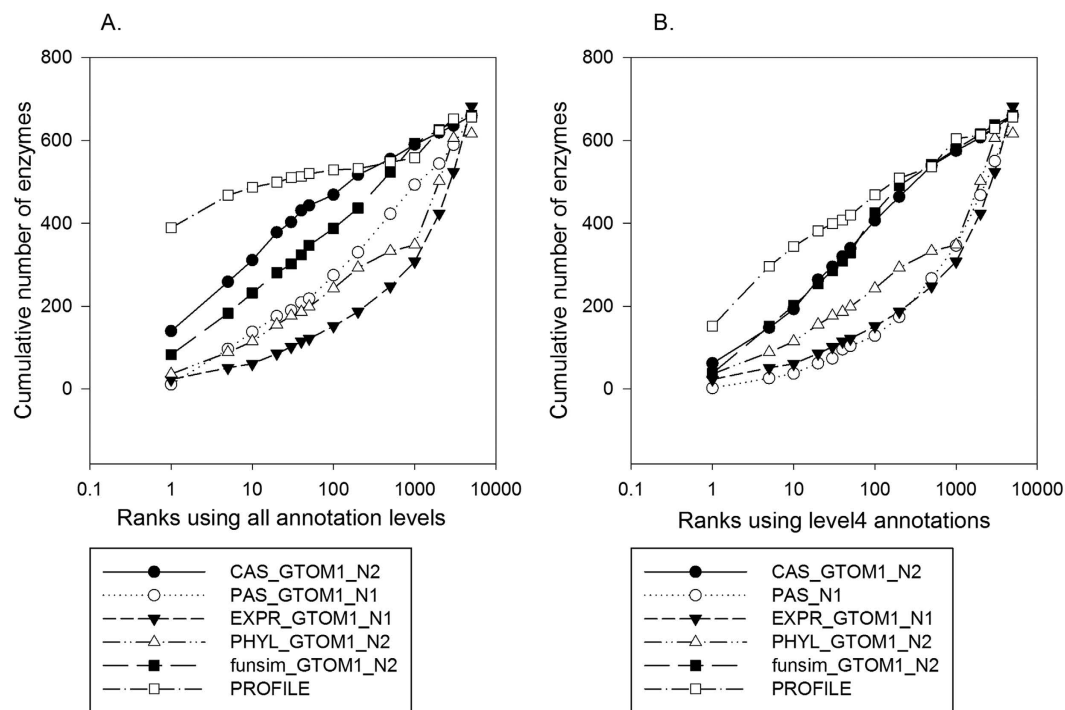 A.
800
600
400
200
0
Cumulative number of enzymes
0.1 1 10 100 1000 10000
Ranks using all annotation levels
CAS_GTOM1_N2
PAS_GTOM1_N1
EXPR_GTOM1_N1
PHYL_GTOM1_N2
funsim_GTOM1_N2
PROFILE
B.
800
600
400
200
0
Cumulative number of enzymes
0.1 1 10 100 1000 10000
Ranks using level4 annotations
CAS_GTOM1_N2
PAS_N1
EXPR_GTOM1_N1
PHYL_GTOM1_N2
funsim_GTOM1_N2
PROFILE